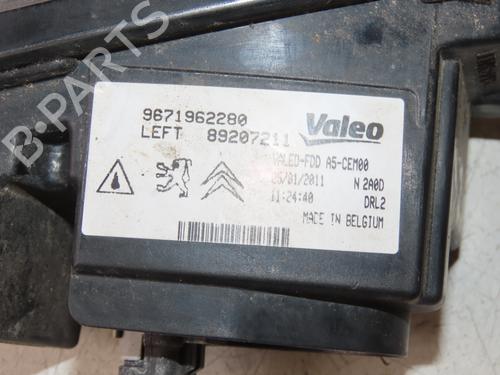 9671962280
LEFT 89207211
Valeo
VALEO-FDD A5-CEM00
25/01/2011 N 2A0D
11:24:40 DRL2
MADE IN BELGIUM
B-PARTS